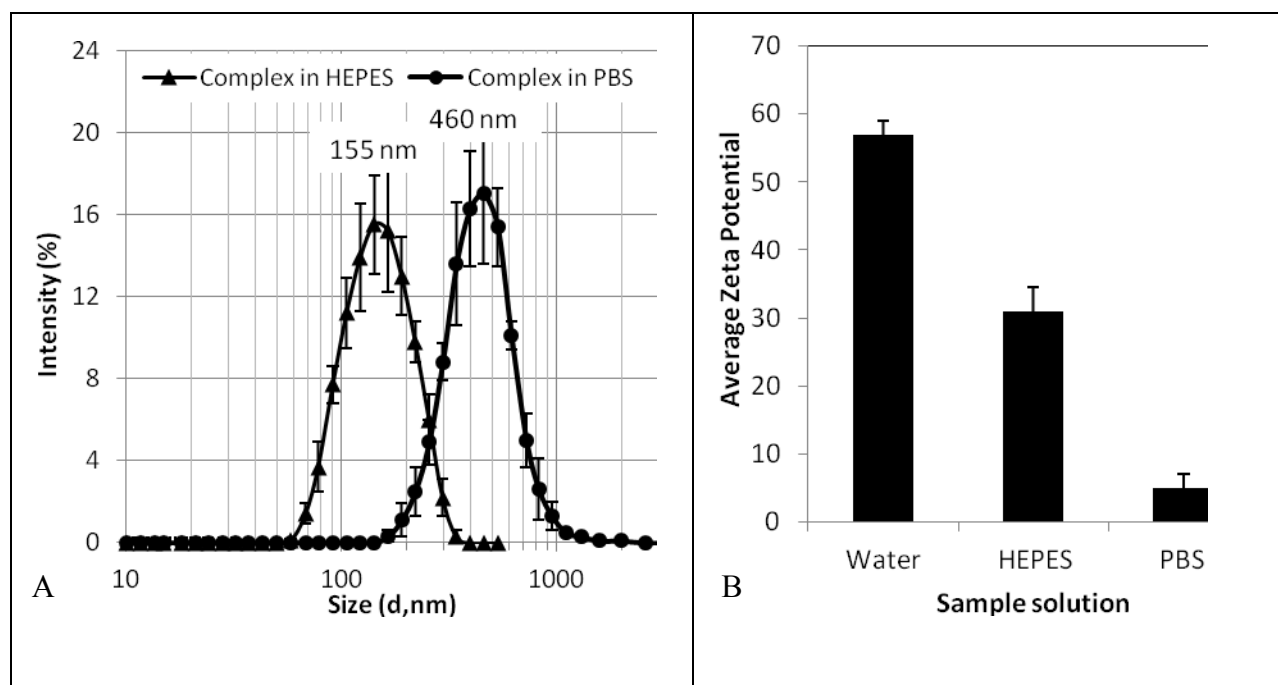 24
20
16
12
8
4
0
Intensity (%)
Complex in HEPES
Complex in PBS
155 nm
460 nm
10
100
1000
Size (d,nm)
A
70
60
50
40
30
20
10
0
Average Zeta Potential
Water
HEPES
PBS
Sample solution
B